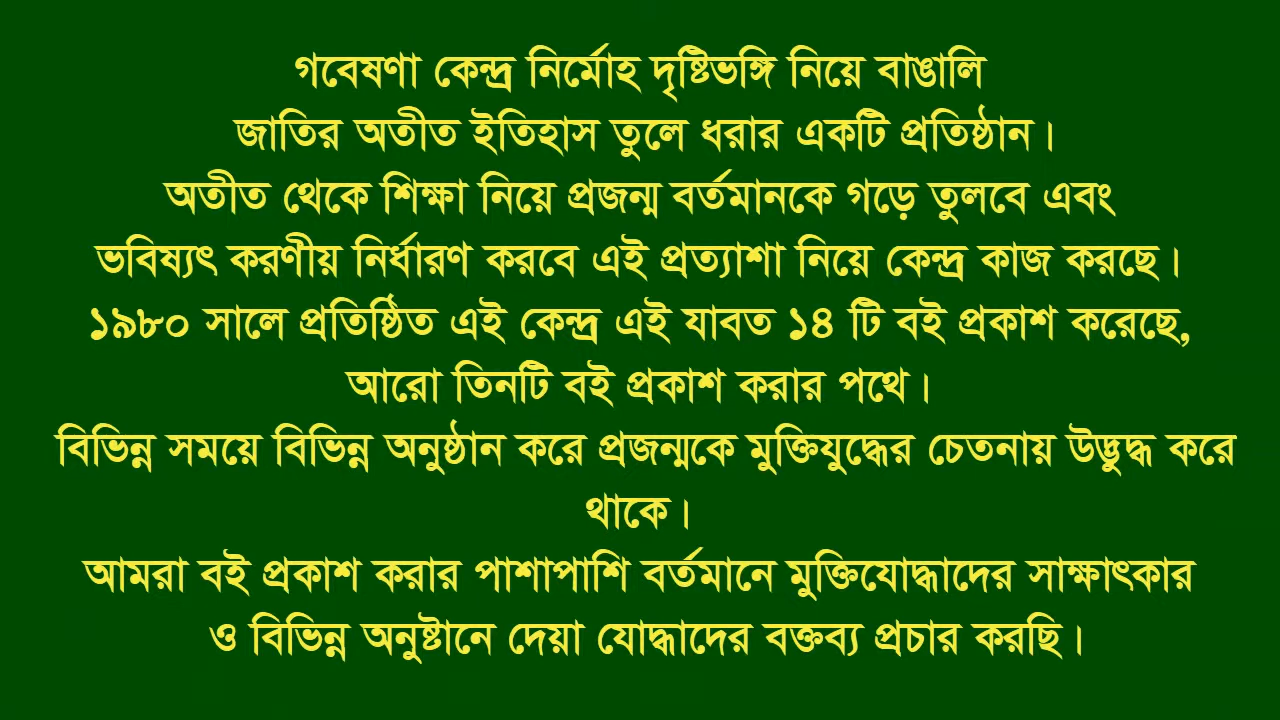 গবেষণা কেন্দ্র নির্মোহ দৃষ্টিভঙ্গি নিয়ে বাঙালি
জাতির অতীত ইতিহাস তুলে ধরার একটি প্রতিষ্ঠান।
অতীত থেকে শিক্ষা নিয়ে প্রজন্ম বর্তমানকে গড়ে তুলবে এবং
ভবিষ্যৎ করণীয় নির্ধারণ করবে এই প্রত্যাশা নিয়ে কেন্দ্র কাজ করছে।
১৯৮০ সালে প্রতিষ্ঠিত এই কেন্দ্র এই যাবত ১৪ টি বই প্রকাশ করেছে,
আরো তিনটি বই প্রকাশ করার পথে।
বিভিন্ন সময়ে বিভিন্ন অনুষ্ঠান করে প্রজন্মকে মুক্তিযুদ্ধের চেতনায় উদ্ভুদ্ধ করে
থাকে।
আমরা বই প্রকাশ করার পাশাপাশি বর্তমানে মুক্তিযোদ্ধাদের সাক্ষাৎকার
ও বিভিন্ন অনুষ্টানে দেয়া যোদ্ধাদের বক্তব্য প্রচার করছি।